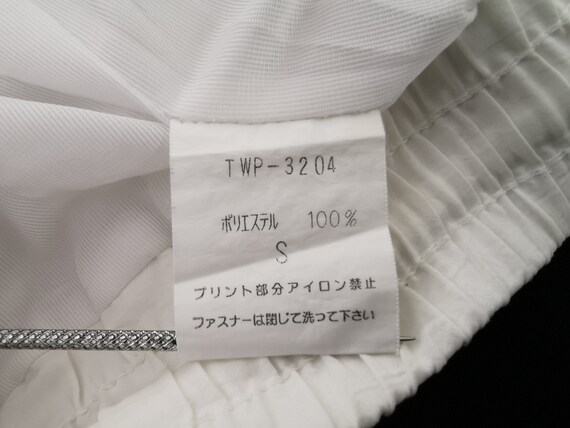 TWP-3204
ポリエステル 100%
S
プリント部分アイロン禁止
ファスナーは閉じて洗って下さい